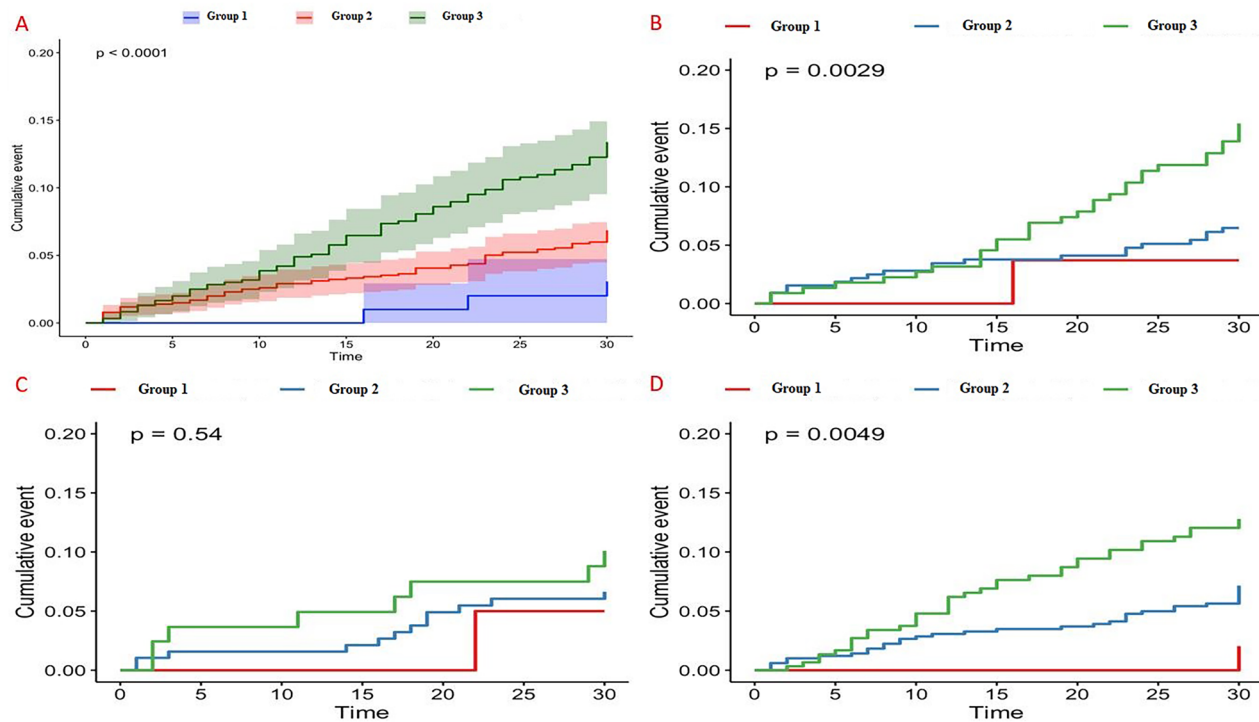 A
Group 1 Group 2 Group 3
p < 0.0001
0.20
0.15
0.10
0.05
0.00
Cumulative event
0 5 10 15 20 25 30
Time
B
Group 1 Group 2 Group 3
p = 0.0029
0.20
0.15
0.10
0.05
0.00
Cumulative event
0 5 10 15 20 25 30
Time
C
Group 1 Group 2 Group 3
p = 0.54
0.20
0.15
0.10
0.05
0.00
Cumulative event
0 5 10 15 20 25 30
Time
D
Group 1 Group 2 Group 3
p = 0.0049
0.20
0.15
0.10
0.05
0.00
Cumulative event
0 5 10 15 20 25 30
Time